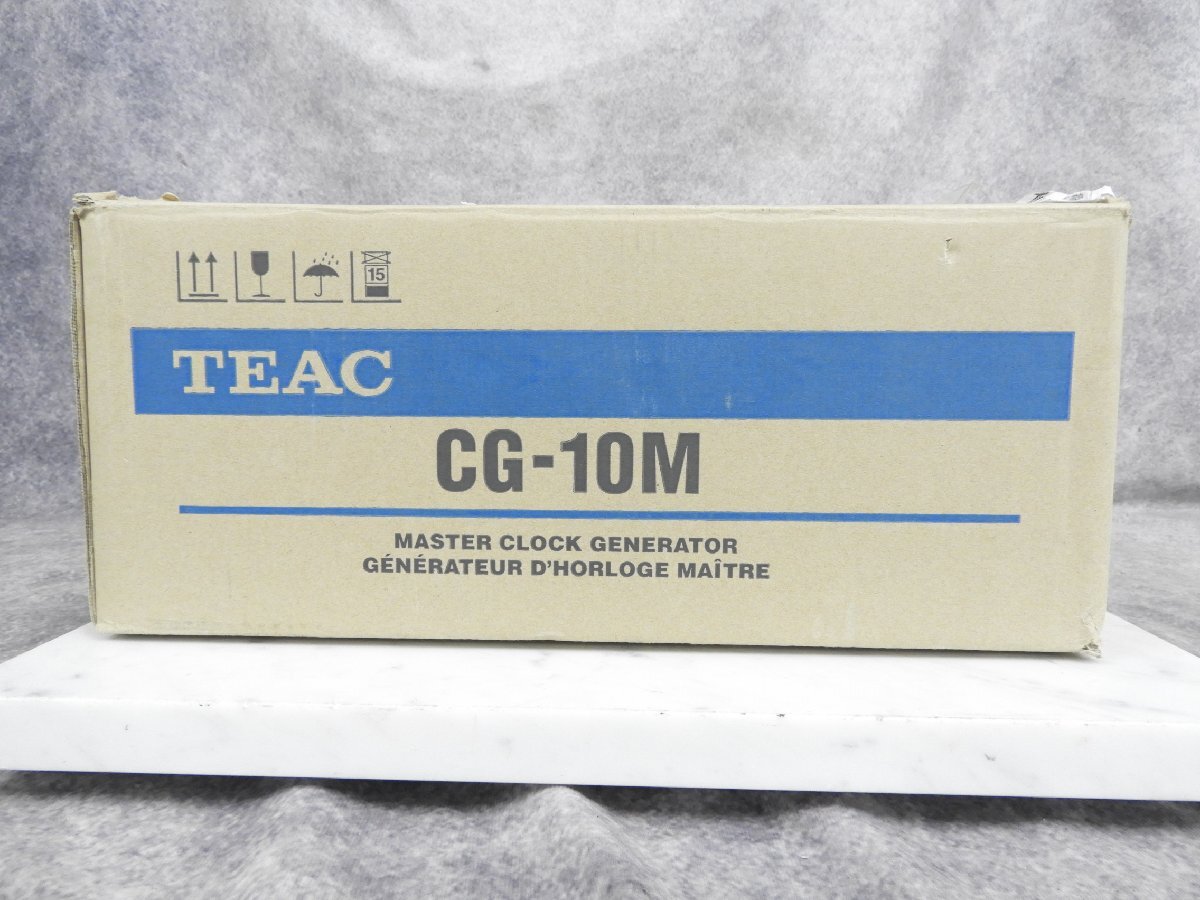 15
TEAC
CG-10M
MASTER CLOCK GENERATOR
GÉNÉRATEUR D'HORLOGE MAÎTRE